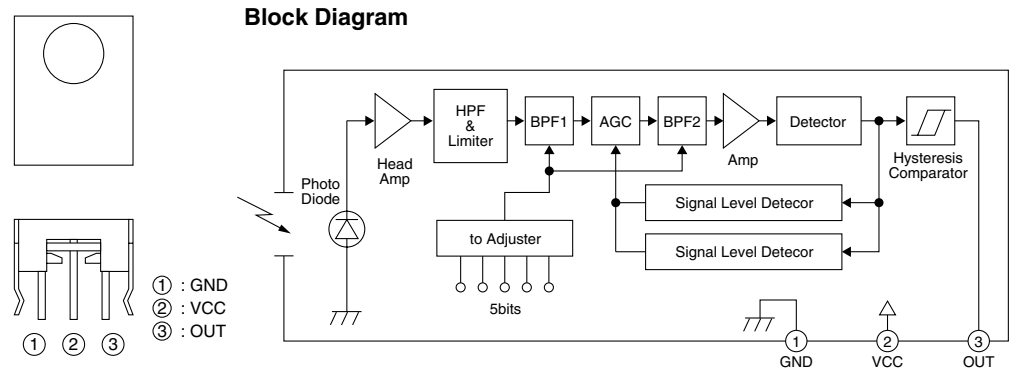 Block Diagram
HPF
&
Limiter
BPF1
AGC
BPF2
Detector
Head
Amp
Amp
Hysteresis
Comparator
Photo
Diode
Signal Level Detecor
to Adjuster
Signal Level Detecor
5bits
① : GND
② : VCC
③ : OUT
① ② ③
① ② ③
GND VCC OUT